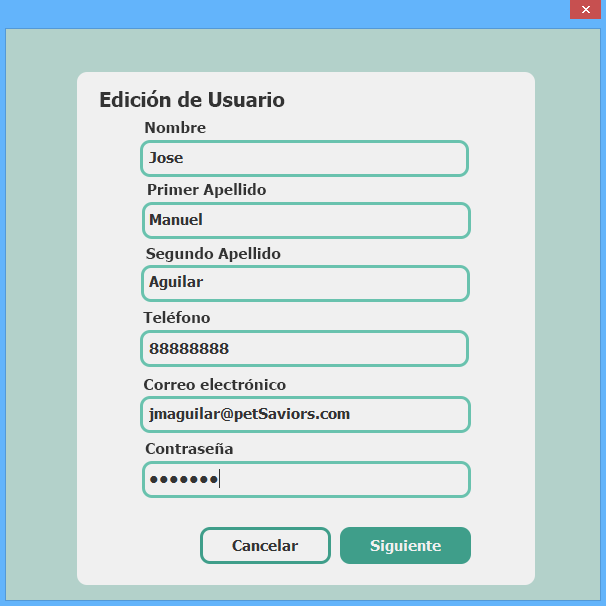 Edición de Usuario
Nombre
Jose
Primer Apellido
Manuel
Segundo Apellido
Aguilar
Teléfono
88888888
Correo electrónico
jmaguilar@petSaviors.com
Contraseña
●●●●●●●
Cancelar Siguiente